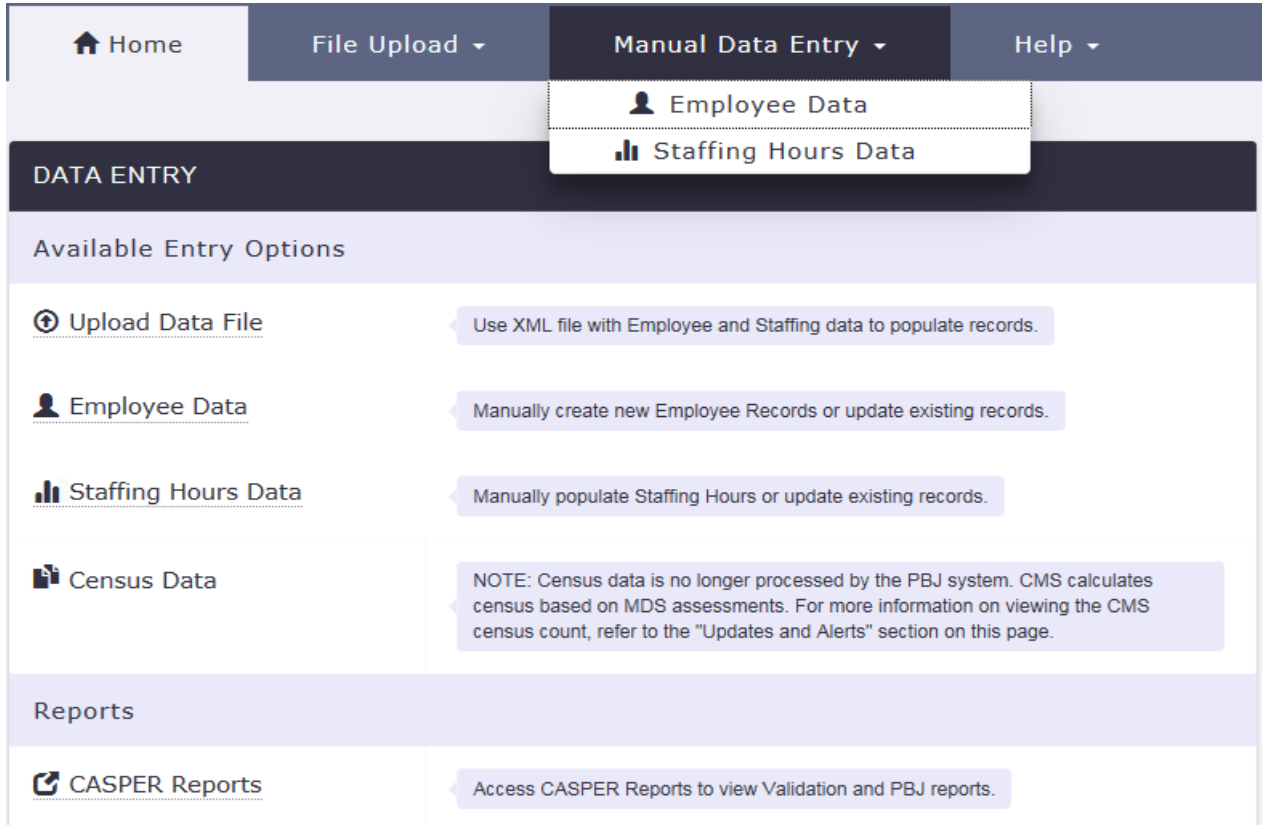 Home File Upload Manual Data Entry Help
Employee Data
Staffing Hours Data
DATA ENTRY
Available Entry Options
Upload Data File Use XML file with Employee and Staffing data to populate records.
Employee Data Manually create new Employee Records or update existing records.
Staffing Hours Data Manually populate Staffing Hours or update existing records.
Census Data NOTE: Census data is no longer processed by the PBJ system. CMS calculates
census based on MDS assessments. For more information on viewing the CMS
census count, refer to the "Updates and Alerts" section on this page.
Reports
CASPER Reports Access CASPER Reports to view Validation and PBJ reports.